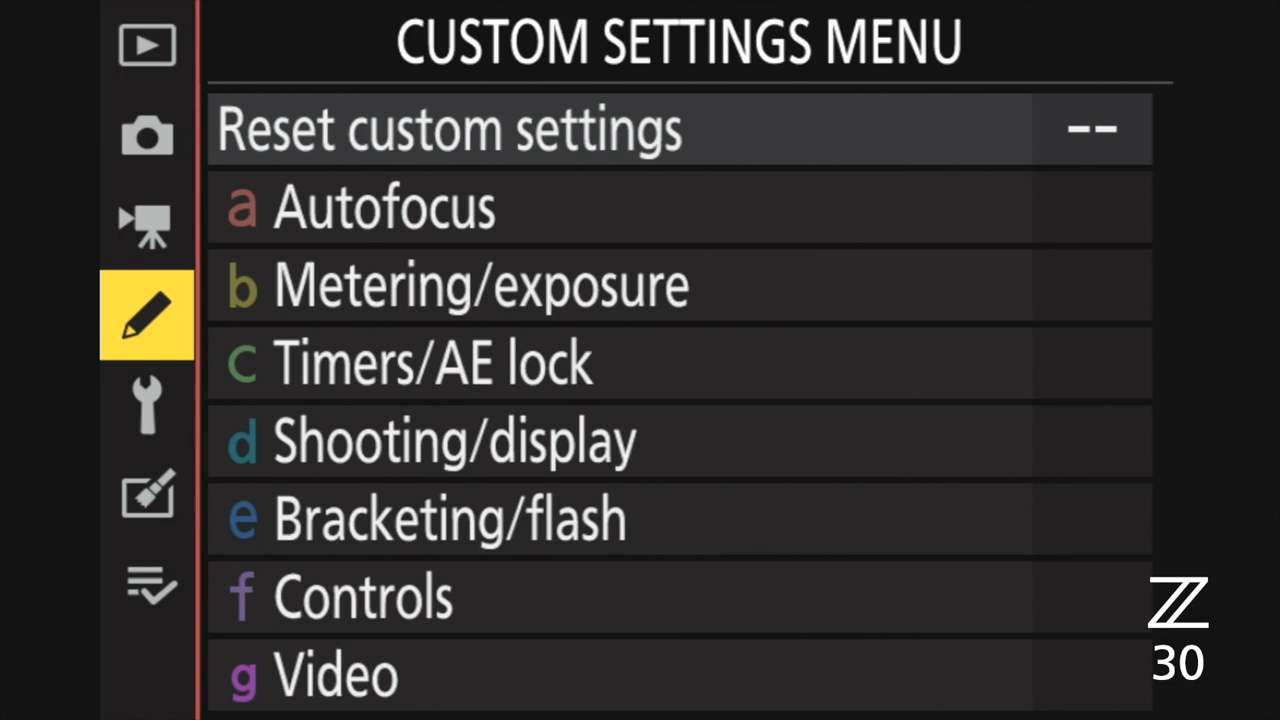 CUSTOM SETTINGS MENU
Reset custom settings --
a Autofocus
b Metering/exposure
c Timers/AE lock
d Shooting/display
e Bracketing/flash
f Controls
g Video
Z
30